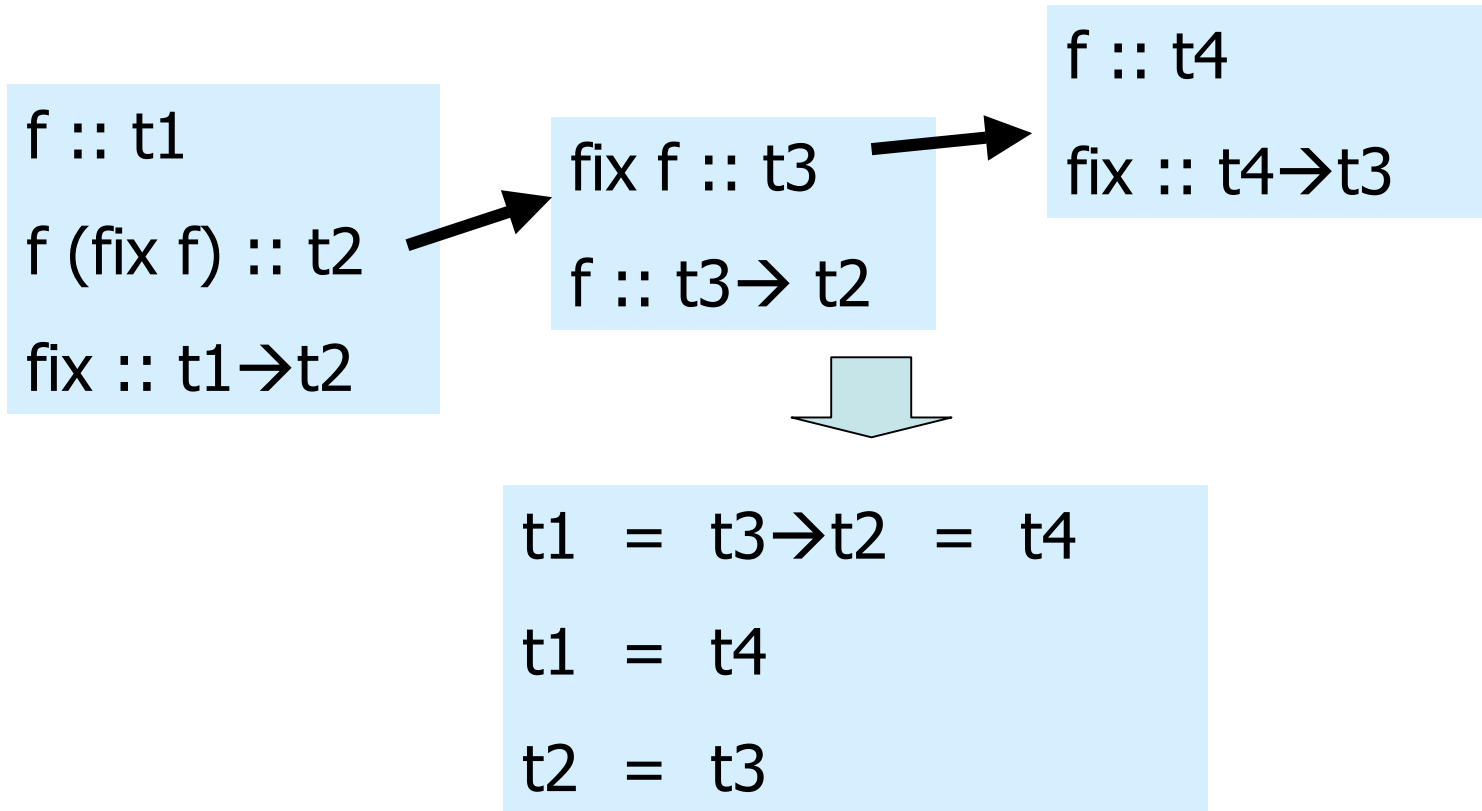 f :: t1
f (fix f) :: t2
fix :: t1→t2
fix f :: t3
f :: t3→ t2
f :: t4
fix :: t4→t3
t1 = t3→t2 = t4
t1 = t4
t2 = t3